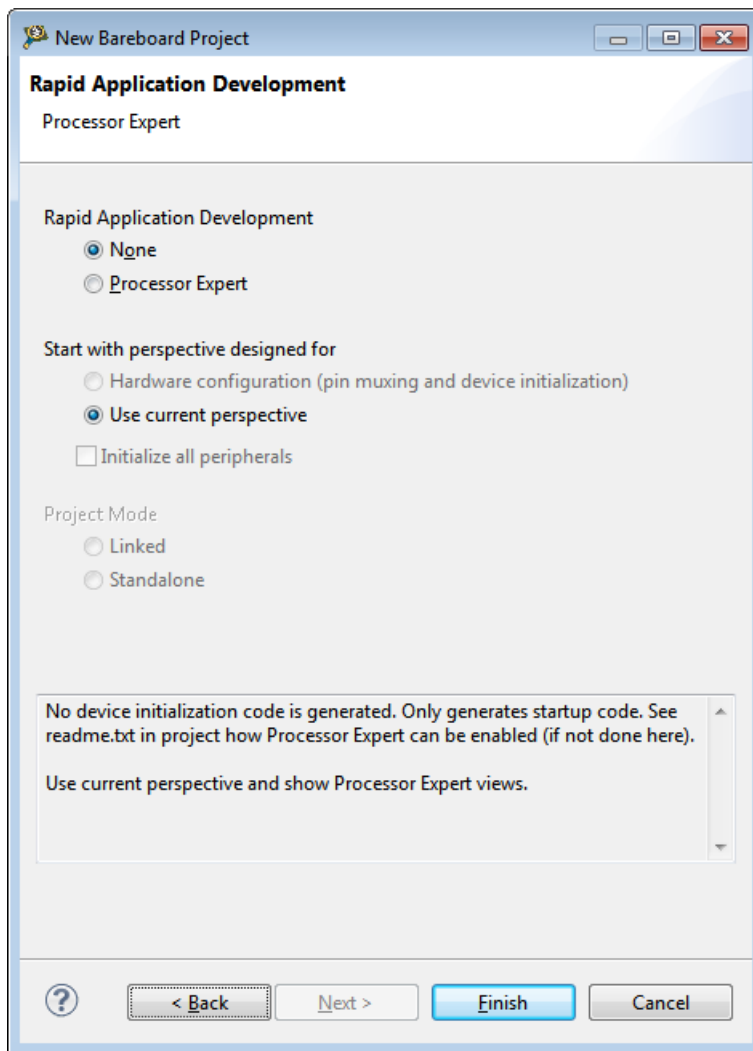 New Bareboard Project
Rapid Application Development
Processor Expert
Rapid Application Development
None
Processor Expert
Start with perspective designed for
Hardware configuration (pin muxing and device initialization)
Use current perspective
Initialize all peripherals
Project Mode
Linked
Standalone
No device initialization code is generated. Only generates startup code. See
readme.txt in project how Processor Expert can be enabled (if not done here).
Use current perspective and show Processor Expert views.
? < Back Next > Finish Cancel